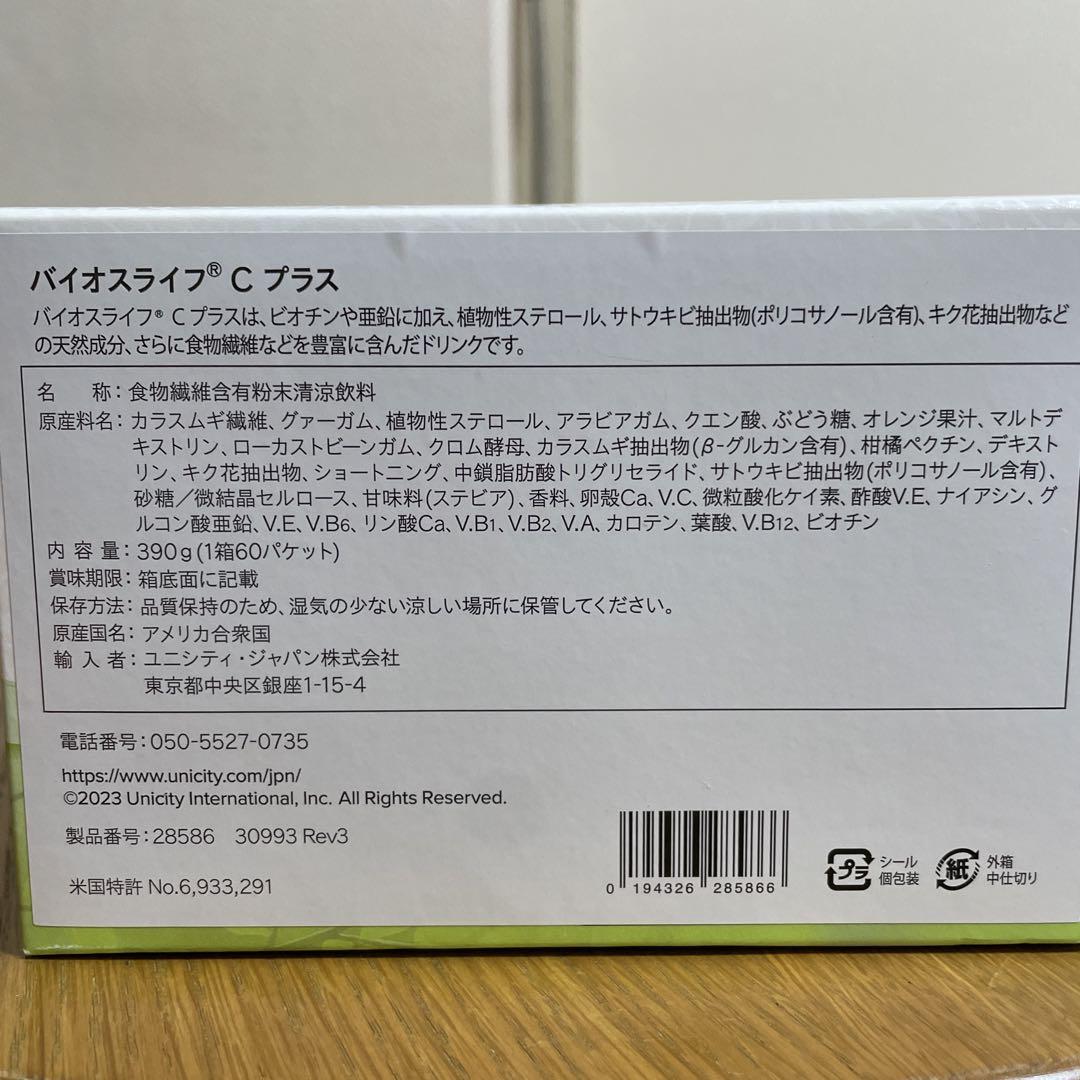 バイオスライフ® C プラス
バイオスライフ® C プラスは、ビオチンや亜鉛に加え、植物性ステロール、サトウキビ抽出物(ポリコサノール含有)、キク花抽出物など
の天然成分、さらに食物繊維などを豊富に含んだドリンクです。
名　　称：食物繊維含有粉末清涼飲料
原産料名：カラスムギ繊維、グァーガム、植物性ステロール、アラビアガム、クエン酸、ぶどう糖、オレンジ果汁、マルトデ
キストリン、ローカストビーンガム、クロム酵母、カラスムギ抽出物(β-グルカン含有)、柑橘ペクチン、デキスト
リン、キク花抽出物、ショートニング、中鎖脂肪酸トリグリセライド、サトウキビ抽出物(ポリコサノール含有)、
砂糖／微結晶セルロース、甘味料(ステビア)、香料、卵殻Ca、V.C、微粒酸化ケイ素、酢酸V.E、ナイアシン、グ
ルコン酸亜鉛、V.E、V.B6、リン酸Ca、V.B1、V.B2、V.A、カロテン、葉酸、V.B12、ビオチン
内 容 量：390g(1箱60パケット)
賞味期限：箱底面に記載
保存方法：品質保持のため、湿気の少ない涼しい場所に保管してください。
原産国名：アメリカ合衆国
輸 入 者：ユニシティ・ジャパン株式会社
東京都中央区銀座1-15-4
電話番号：050-5527-0735
https://www.unicity.com/jpn/
©2023 Unicity International, Inc. All Rights Reserved.
製品番号：28586　30993 Rev3
米国特許 No.6,933,291
0 194326 285866
プラ シール
個包装
紙 外箱
中仕切り